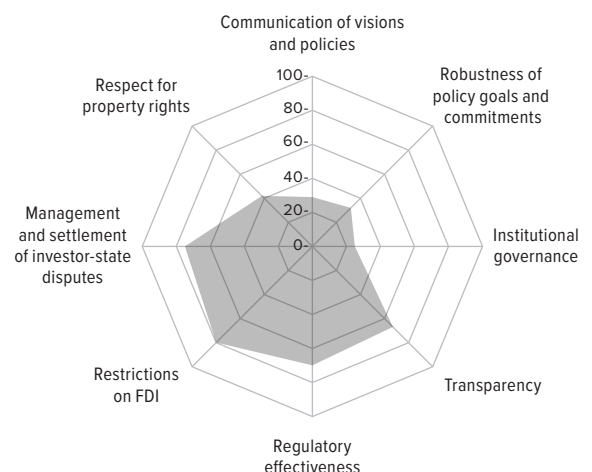 Communication of visions
and policies
Robustness of
policy goals and
commitments
Institutional
governance
Transparency
Regulatory
effectiveness
Restrictions
on FDI
Management
and settlement
of investor-state
disputes
Respect for
property rights
100-
80-
60-
40-
20-
0-